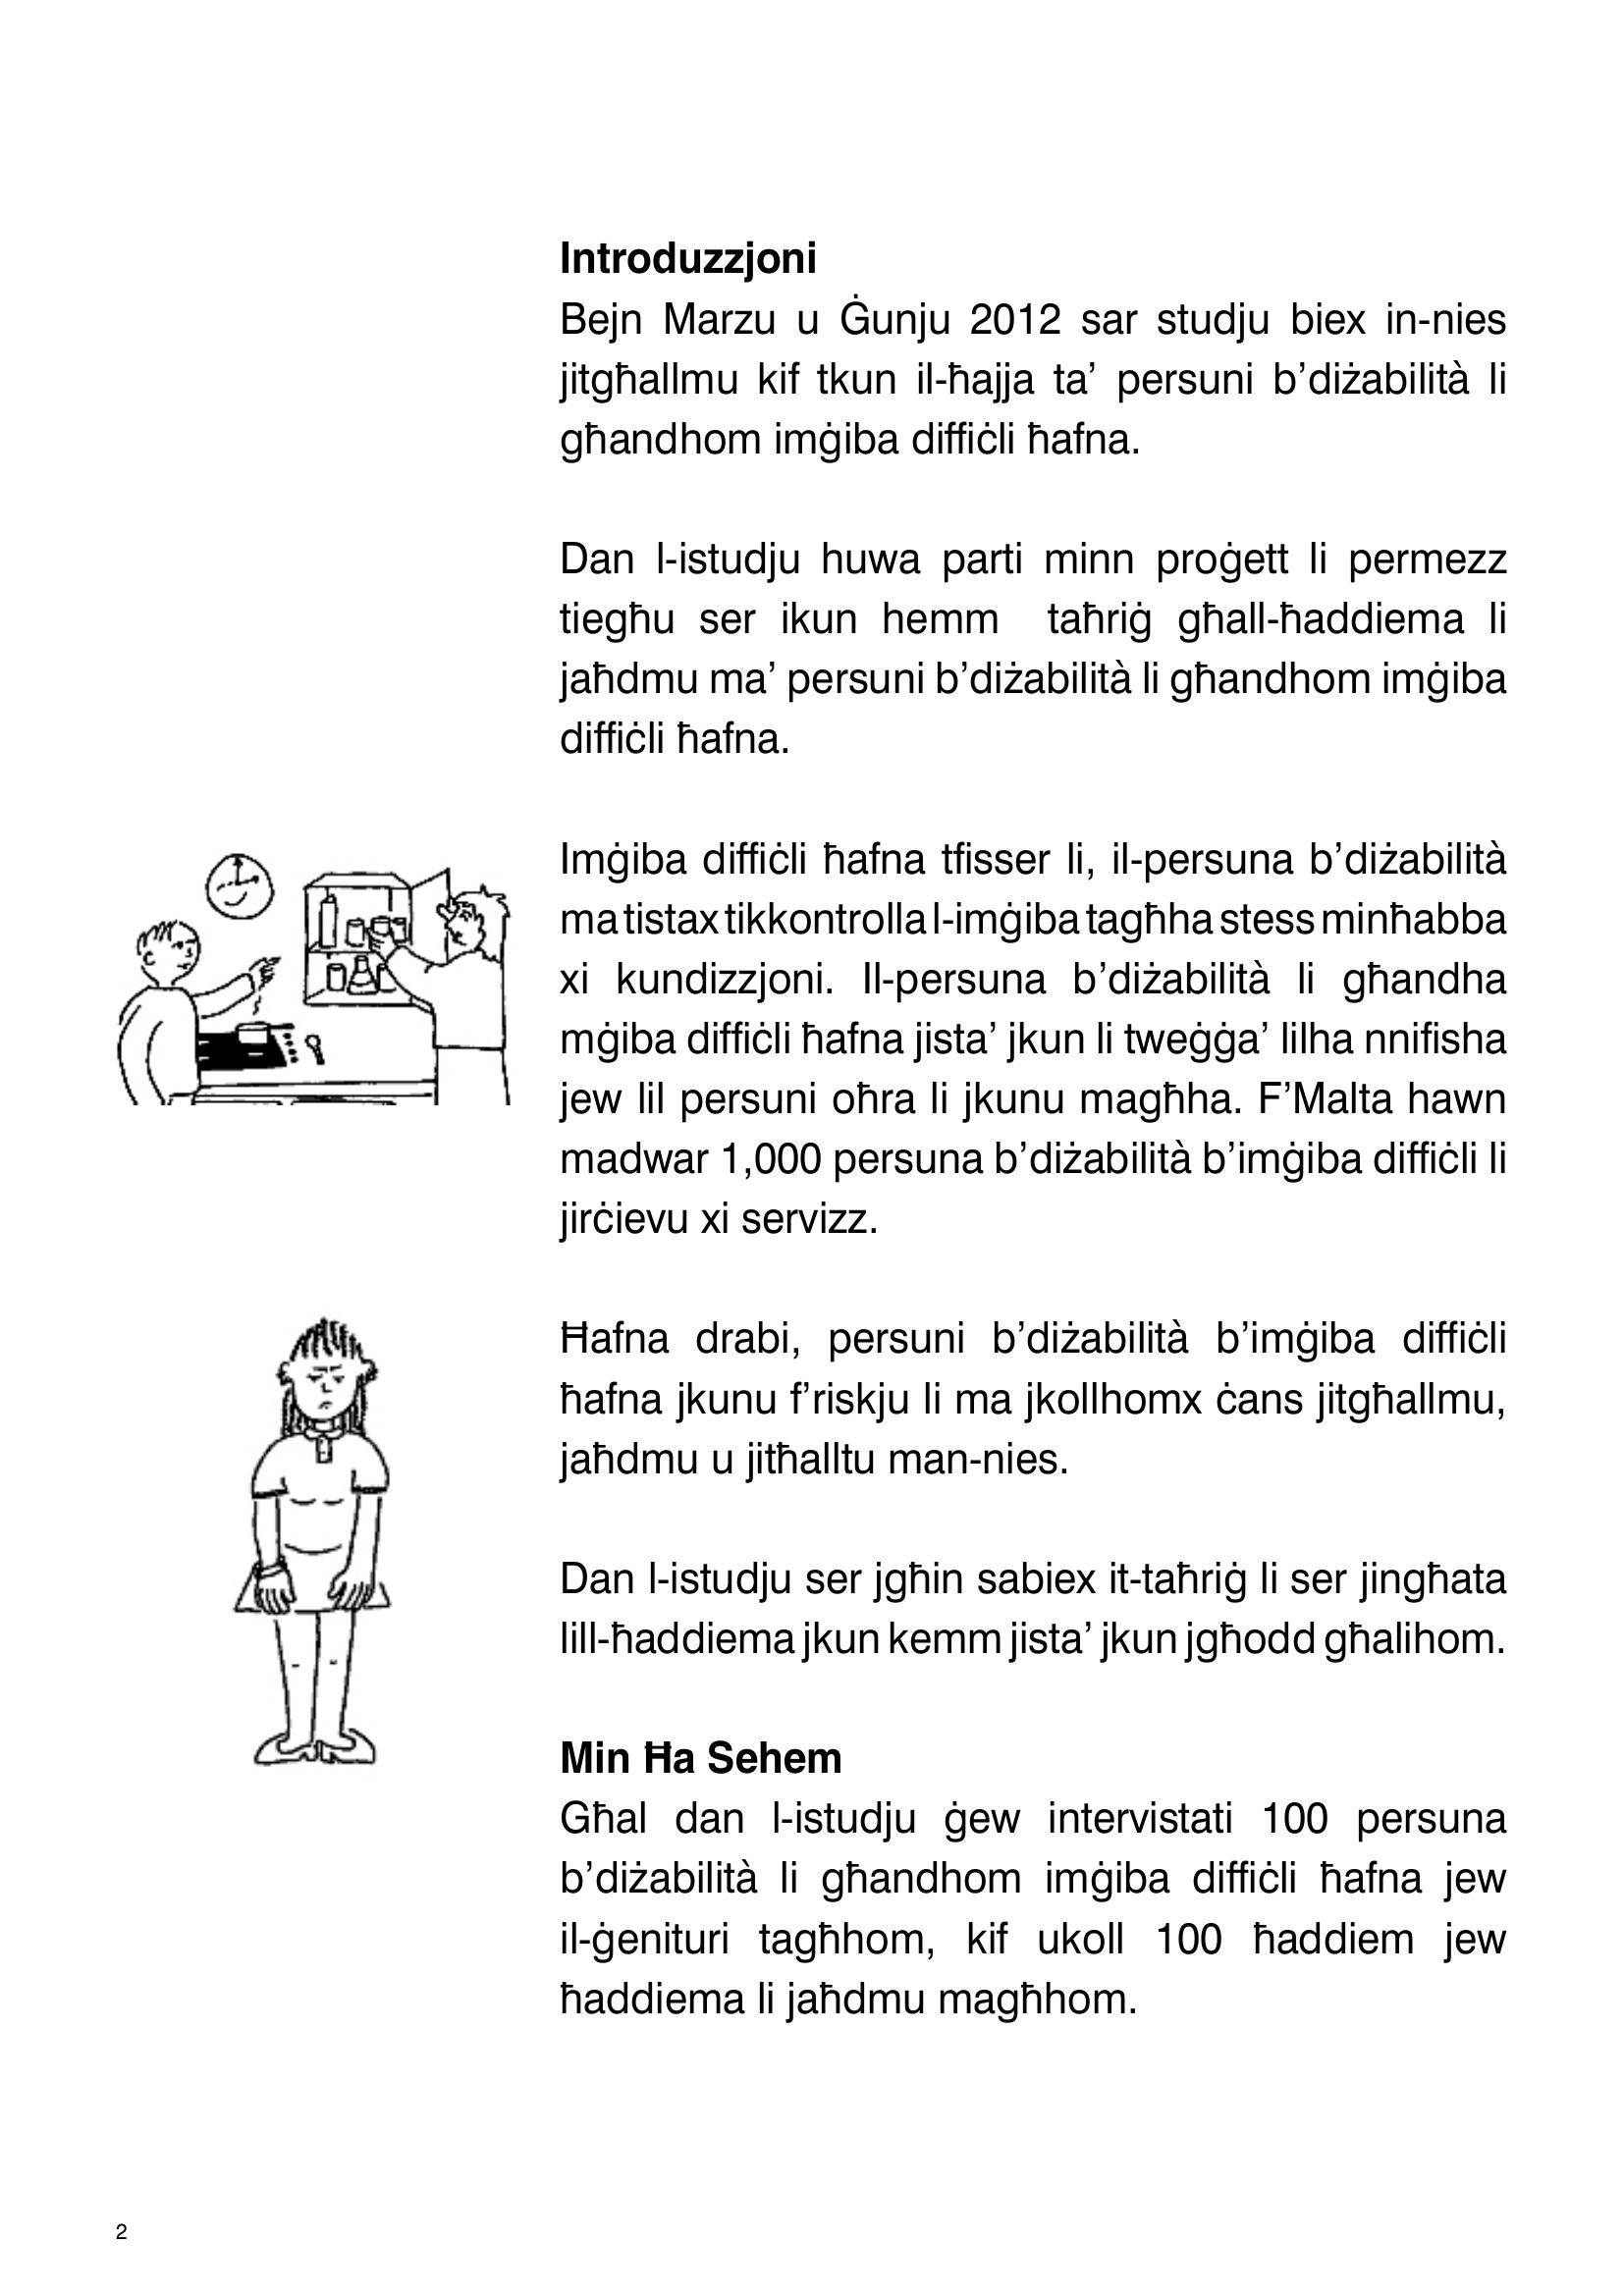 Introduzzjoni
Bejn Marzu u Ġunju 2012 sar studju biex in-nies
jitgħallmu kif tkun il-ħajja ta’ persuni b’diżabilità li
għandhom imġiba diffiċli ħafna.
Dan l-istudju huwa parti minn proġett li permezz
tiegħu ser ikun hemm taħriġ għall-ħaddiema li
jaħdmu ma’ persuni b’diżabilità li għandhom imġiba
diffiċli ħafna.
Imġiba diffiċli ħafna tfisser li, il-persuna b’diżabilità
ma tistax tikkontrolla l-imġiba tagħha stess minħabba
xi kundizzjoni. Il-persuna b’diżabilità li għandha
mġiba diffiċli ħafna jista’ jkun li tweġġa’ lilha nnifisha
jew lil persuni oħra li jkunu magħha. F’Malta hawn
madwar 1,000 persuna b’diżabilità b’imġiba diffiċli li
jirċievu xi servizz.
Ħafna drabi, persuni b’diżabilità b’imġiba diffiċli
ħafna jkunu f’riskju li ma jkollhomx ċans jitgħallmu,
jaħdmu u jitħalltu man-nies.
Dan l-istudju ser jgħin sabiex it-taħriġ li ser jingħata
lill-ħaddiema jkun kemm jista’ jkun jgħodd għalihom.
Min Ħa Sehem
Għal dan l-istudju ġew intervistati 100 persuna
b’diżabilità li għandhom imġiba diffiċli ħafna jew
il-ġenituri tagħhom, kif ukoll 100 ħaddiem jew
ħaddiema li jaħdmu magħhom.
2